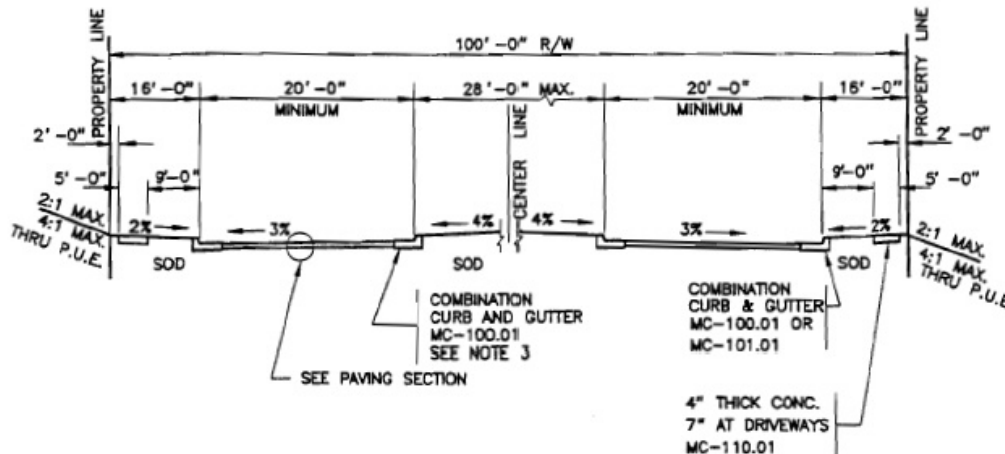 PROPERTY LINE
100'-0" R/W
PROPERTY LINE
16'-0"
20'-0"
MINIMUM
28'-0" MAX.
20'-0"
MINIMUM
16'-0"
2'-0"
CENTER LINE
2'-0"
5'-0"
9'-0"
9'-0"
5'-0"
2:1 MAX.
4:1 MAX.
THRU P.U.E.
2%
3%
4%
4%
3%
2%
2:1 MAX.
4:1 MAX.
THRU P.U.E
SOD
SOD
SOD
COMBINATION
CURB AND GUTTER
MC-100.01
SEE NOTE 3
COMBINATION
CURB & GUTTER
MC-100.01 OR
MC-101.01
SEE PAVING SECTION
4" THICK CONC.
7" AT DRIVEWAYS
MC-110.01